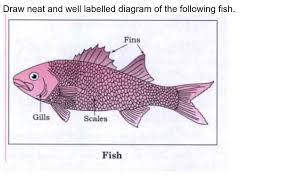 Draw neat and well labelled diagram of the following fish.
Fins
Gills
Scales
Fish